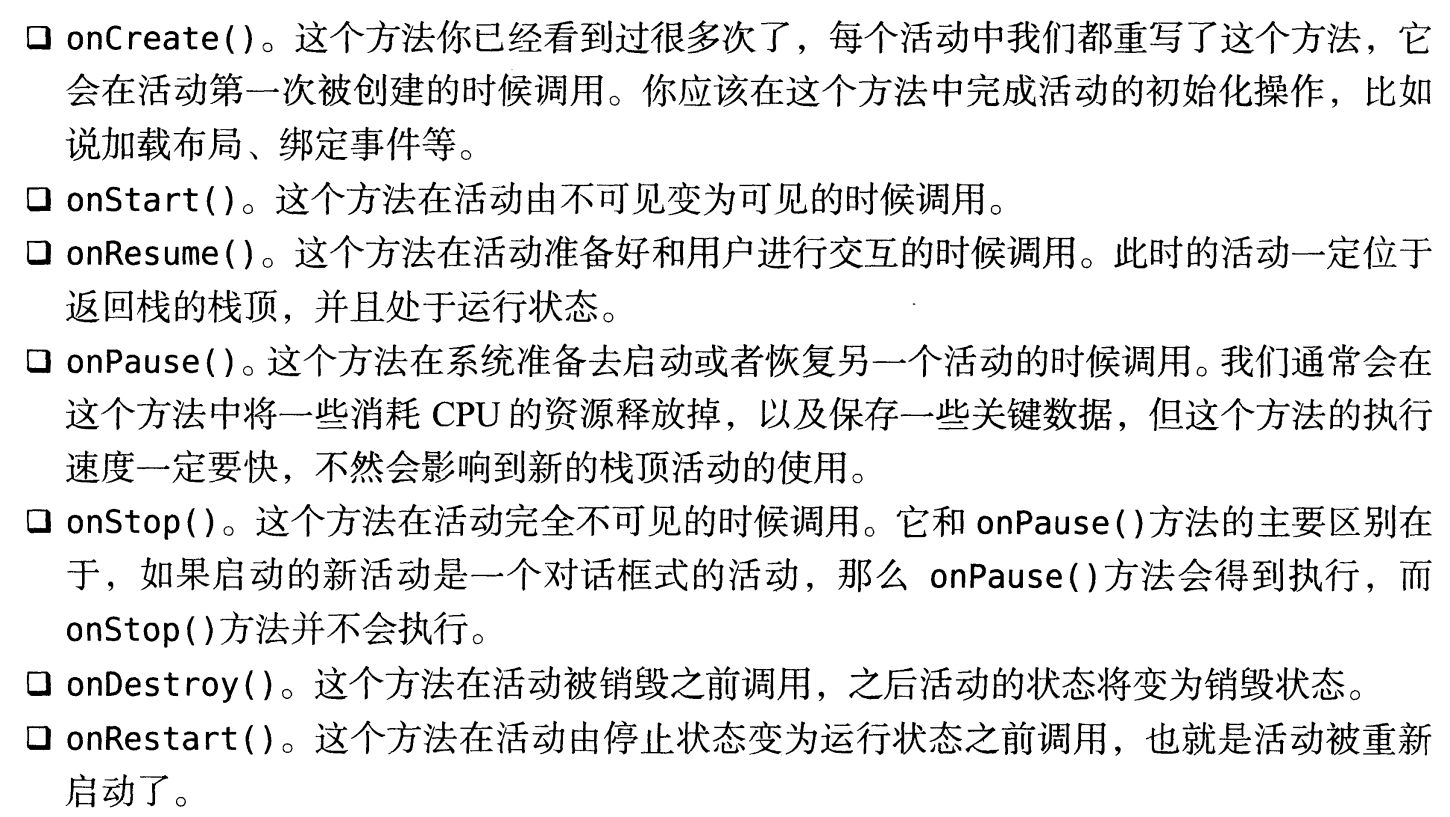 ❑ onCreate()。这个方法你已经看到过很多次了，每个活动中我们都重写了这个方法，它
会在活动第一次被创建的时候调用。你应该在这个方法中完成活动的初始化操作，比如
说加载布局、绑定事件等。
❑ onStart()。这个方法在活动由不可见变为可见的时候调用。
❑ onResume()。这个方法在活动准备好和用户进行交互的时候调用。此时的活动一定位于
返回栈的栈顶，并且处于运行状态。
❑ onPause()。这个方法在系统准备去启动或者恢复另一个活动的时候调用。我们通常会在
这个方法中将一些消耗 CPU 的资源释放掉，以及保存一些关键数据，但这个方法的执行
速度一定要快，不然会影响到新的栈顶活动的使用。
❑ onStop()。这个方法在活动完全不可见的时候调用。它和 onPause()方法的主要区别在
于，如果启动的新活动是一个对话框式的活动，那么 onPause()方法会得到执行，而
onStop()方法并不会执行。
❑ onDestroy()。这个方法在活动被销毁之前调用，之后活动的状态将变为销毁状态。
❑ onRestart()。这个方法在活动由停止状态变为运行状态之前调用，也就是活动被重新
启动了。